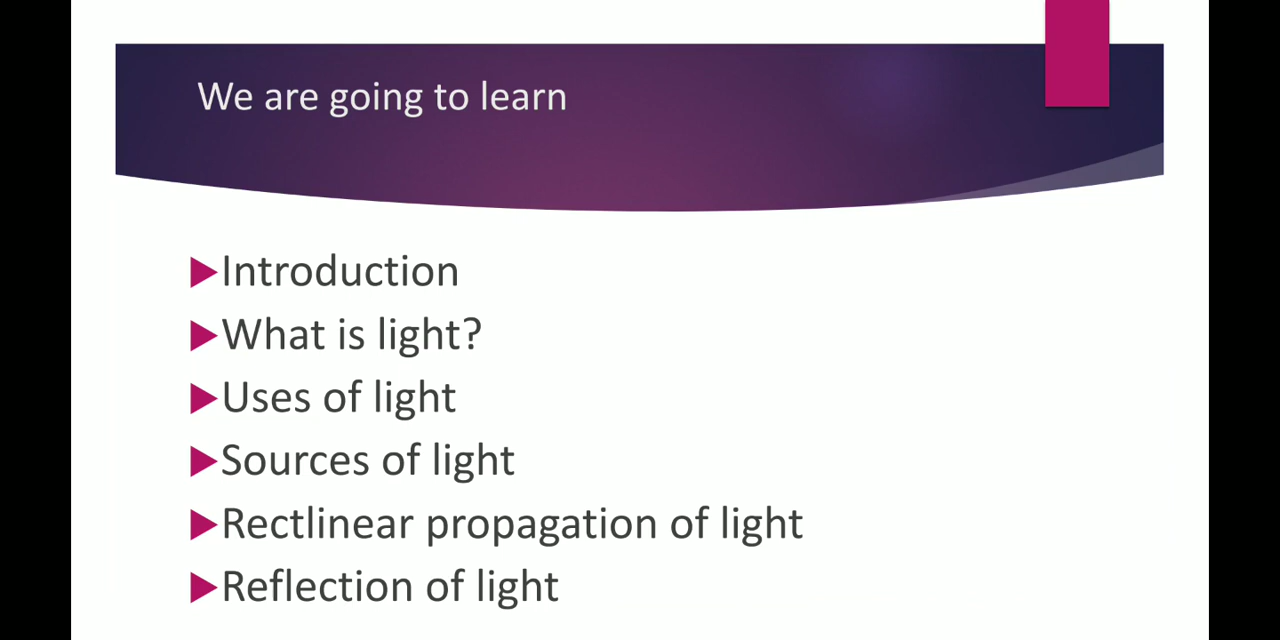 We are going to learn
Introduction
What is light?
Uses of light
Sources of light
Rectlinear propagation of light
Reflection of light